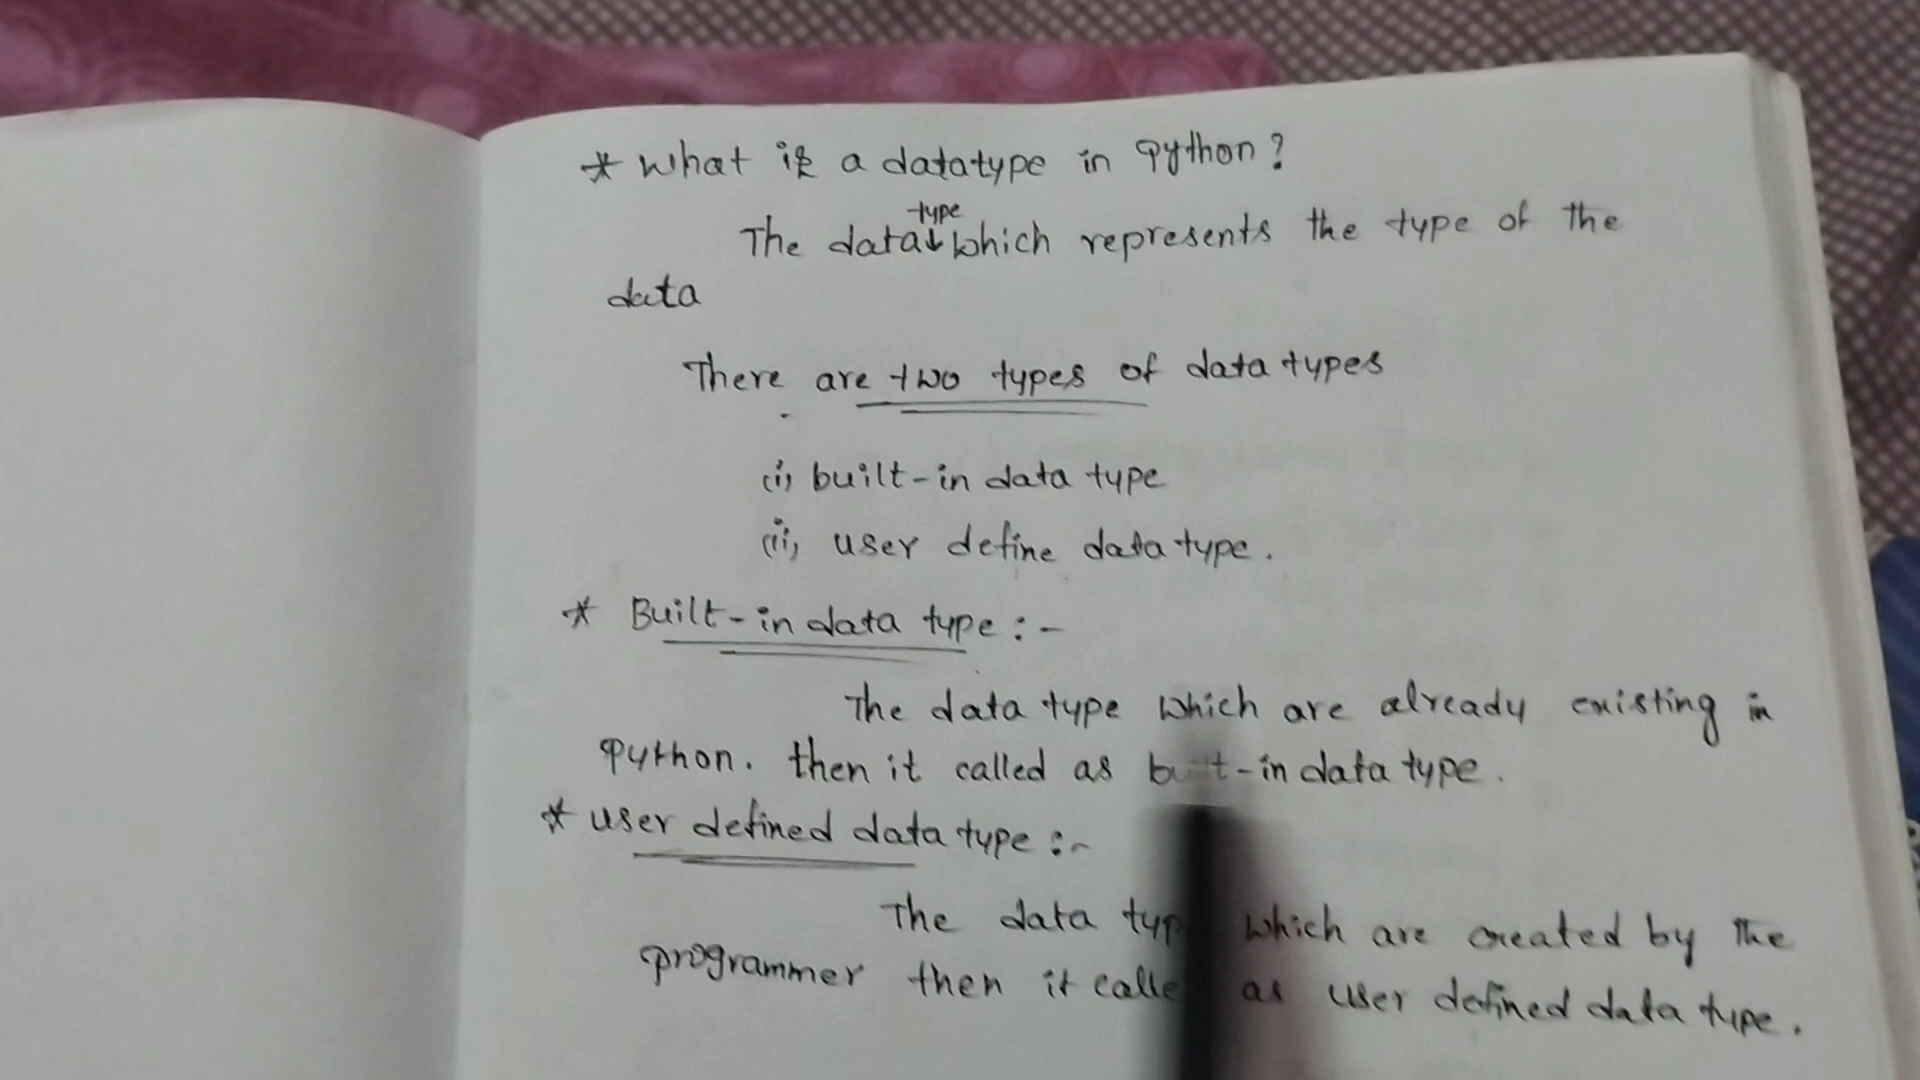 * What is a datatype in Python?
type
The data↓which represents the type of the
data
There are two types of data types
(i) built-in data type
(ii) user define data type.
* Built-in data type :-
The data type which are already existing in
Python. then it called as built-in data type.
* User defined data type :-
The data typ which are created by the
programmer then it calle as user defined data type.